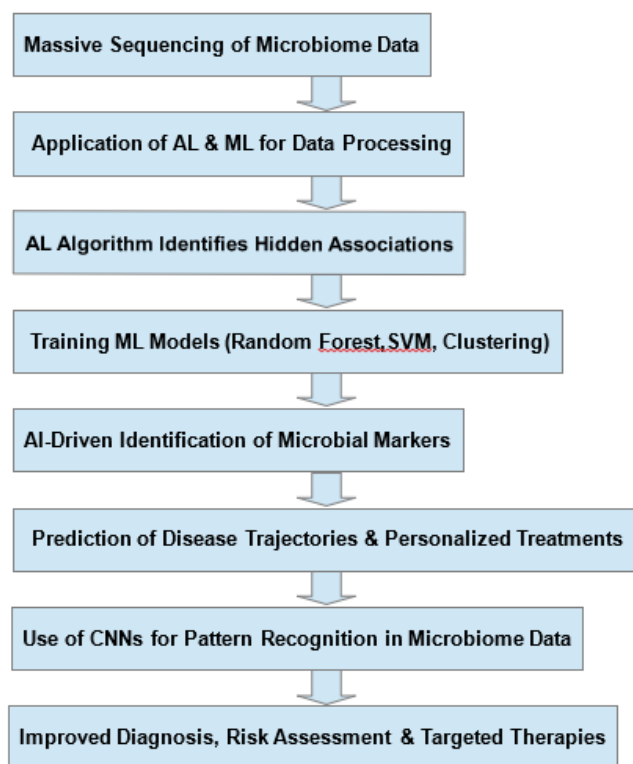 Massive Sequencing of Microbiome Data
Application of AL & ML for Data Processing
AL Algorithm Identifies Hidden Associations
Training ML Models (Random Forest,SVM, Clustering)
AI-Driven Identification of Microbial Markers
Prediction of Disease Trajectories & Personalized Treatments
Use of CNNs for Pattern Recognition in Microbiome Data
Improved Diagnosis, Risk Assessment & Targeted Therapies